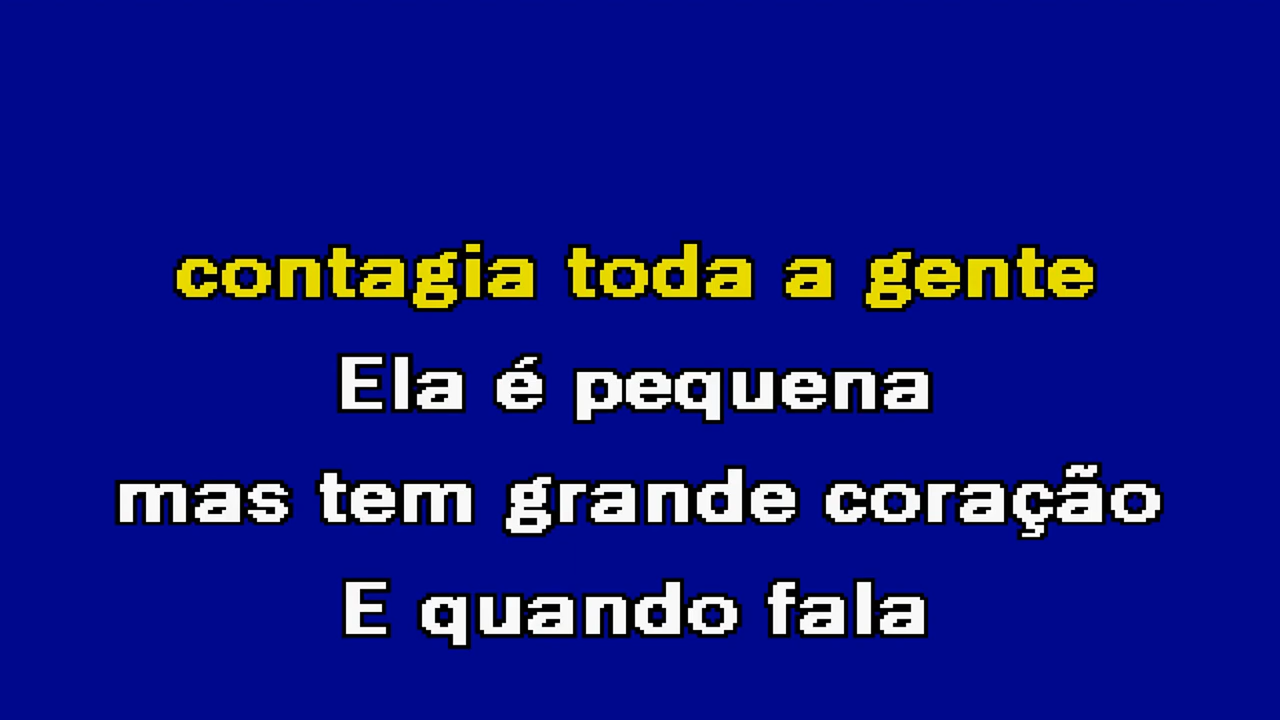 contagia toda a gente
Ela é pequena
mas tem grande coração
E quando fala